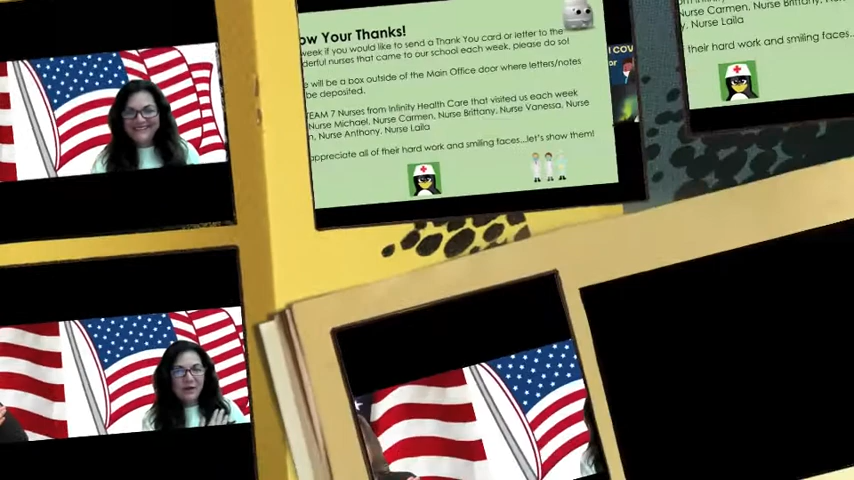 ow Your Thanks!
week if you would like to send a Thank You card or letter to the
derful nurses that came to our school each week, please do so!
will be a box outside of the Main Office door where letters/notes
be deposited.
TEAM 7 Nurses from Infinity Health Care that visited us each week
Nurse Michael, Nurse Carmen, Nurse Brittany, Nurse Vanessa, Nurse
n, Nurse Anthony, Nurse Laila
appreciate all of their hard work and smiling faces...let's show them!
COV
Nurse Carmen, Nurse Brittany,
y, Nurse Laila
their hard work and smiling faces...